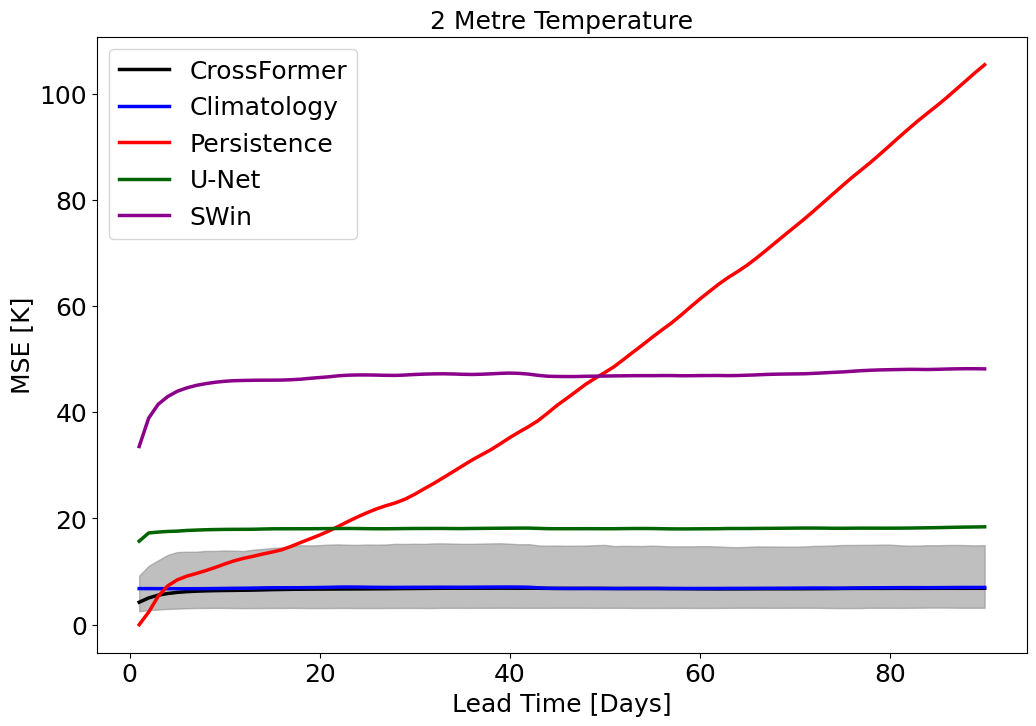 2 Metre Temperature
CrossFormer
Climatology
Persistence
U-Net
SWin
MSE [K]
100
80
60
40
20
0
0 20 40 60 80
Lead Time [Days]